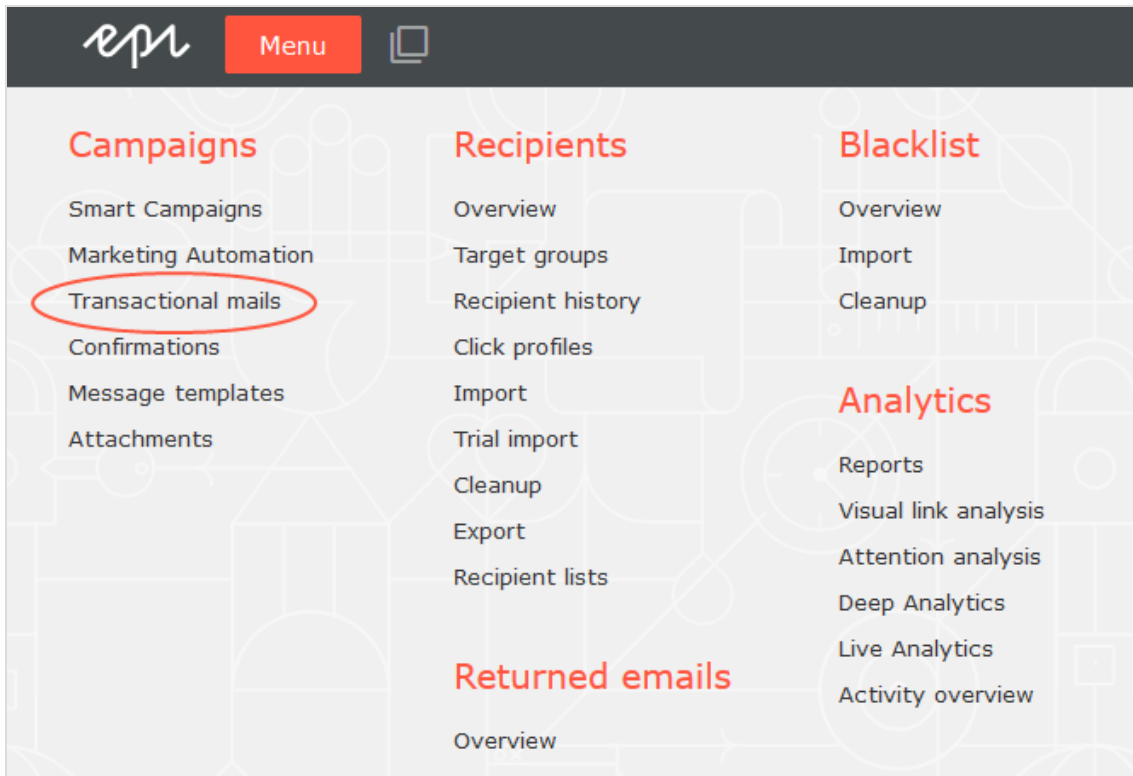 epi
Menu
Campaigns
Smart Campaigns
Marketing Automation
Transactional mails
Confirmations
Message templates
Attachments
Recipients
Overview
Target groups
Recipient history
Click profiles
Import
Trial import
Cleanup
Export
Recipient lists
Returned emails
Overview
Blacklist
Overview
Import
Cleanup
Analytics
Reports
Visual link analysis
Attention analysis
Deep Analytics
Live Analytics
Activity overview